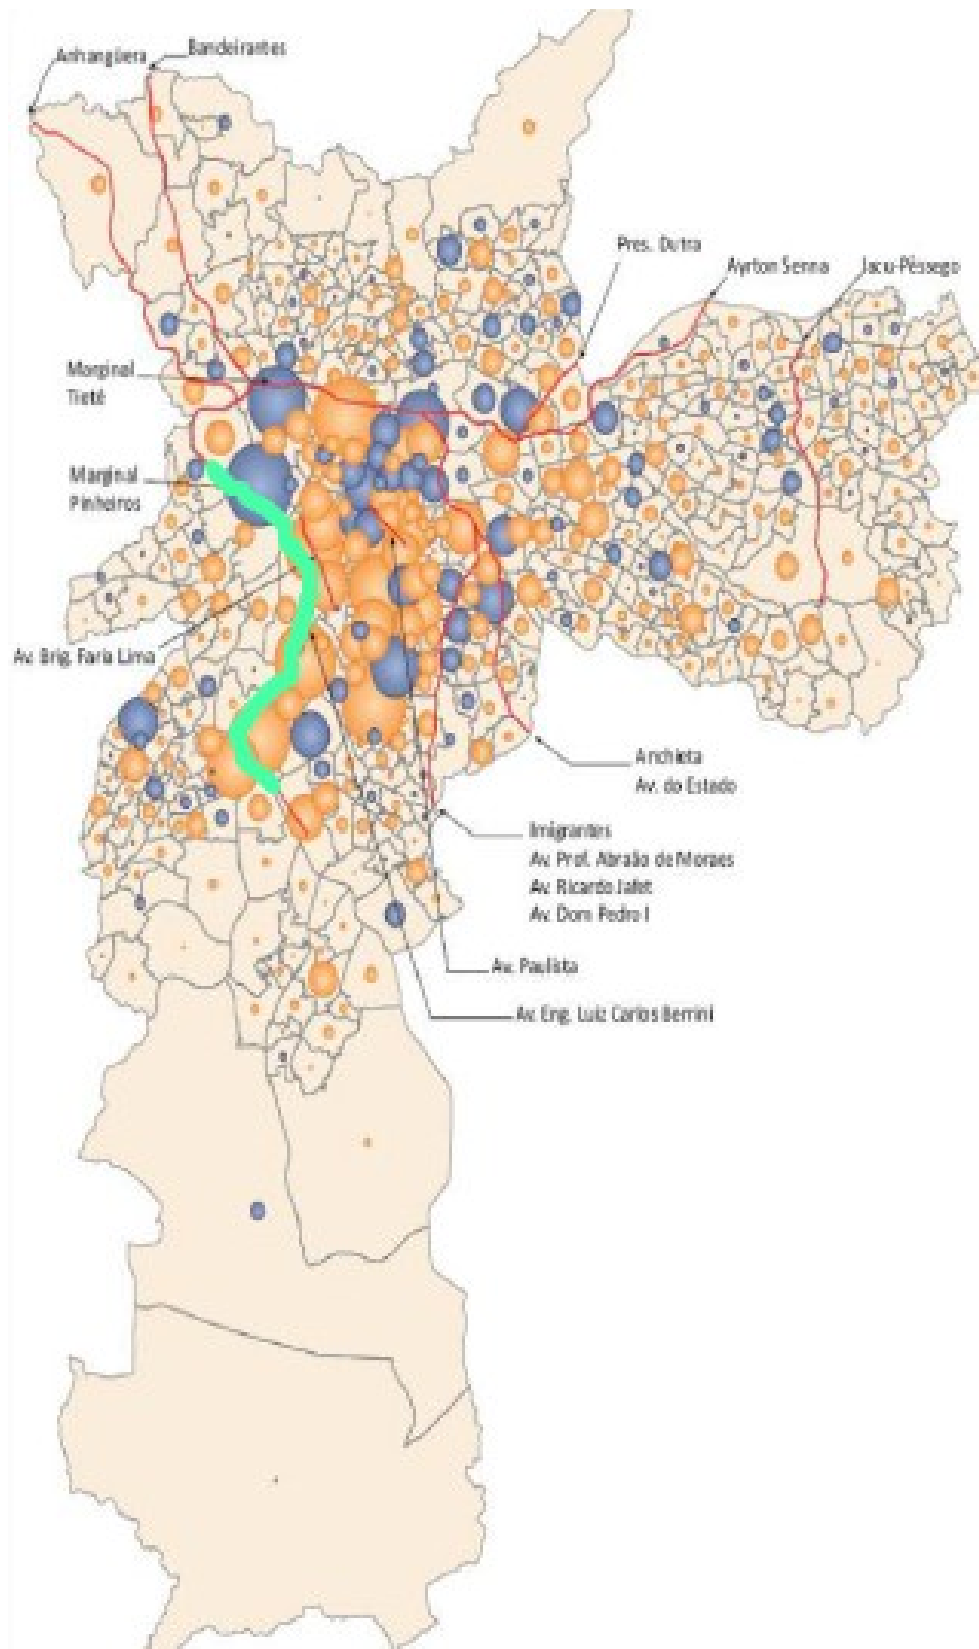 Anhangüera
Bandeirantes
Pres. Dutra
Ayrton Senna
Jacu-Pêssego
Marginal
Tietê
Marginal
Pinheiros
Av. Brig. Faria Lima
Anchieta
Av. do Estado
Imigrantes
Av. Prof. Abraão de Moraes
Av. Ricardo Jafet
Av. Dom Pedro I
Av. Paulista
Av. Eng. Luiz Carlos Berrini